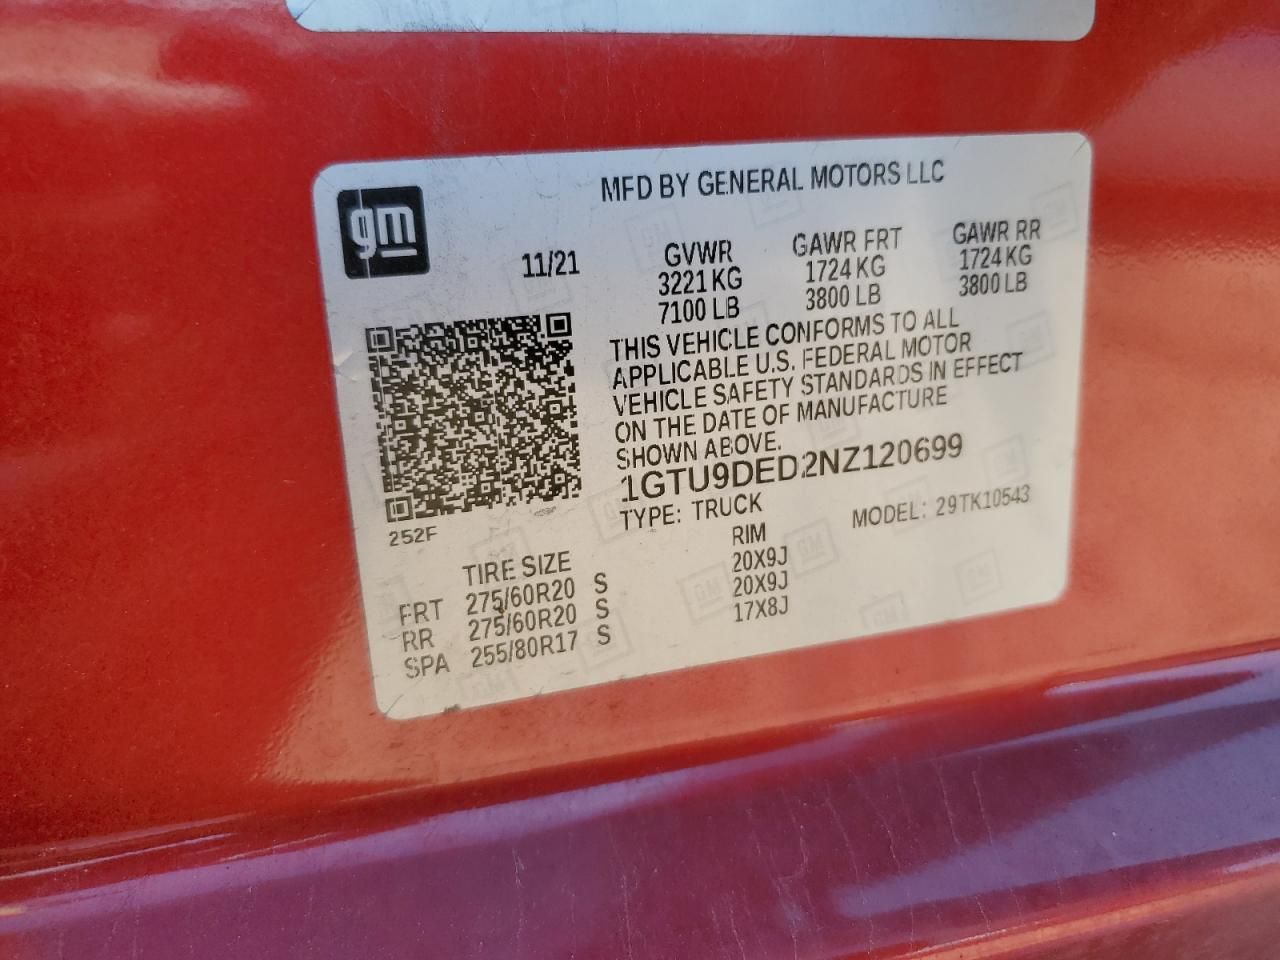 gm
MFD BY GENERAL MOTORS LLC
11/21
GVWR GAWR FRT GAWR RR
3221 KG 1724 KG 1724 KG
7100 LB 3800 LB 3800 LB
THIS VEHICLE CONFORMS TO ALL
APPLICABLE U.S. FEDERAL MOTOR
VEHICLE SAFETY STANDARDS IN EFFECT
ON THE DATE OF MANUFACTURE
SHOWN ABOVE.
1GTU9DED2NZ120699
TYPE: TRUCK MODEL: 29TK10543
252F
TIRE SIZE RIM
FRT 275/60R20 S 20X9J
RR 275/60R20 S 20X9J
SPA 255/80R17 S 17X8J